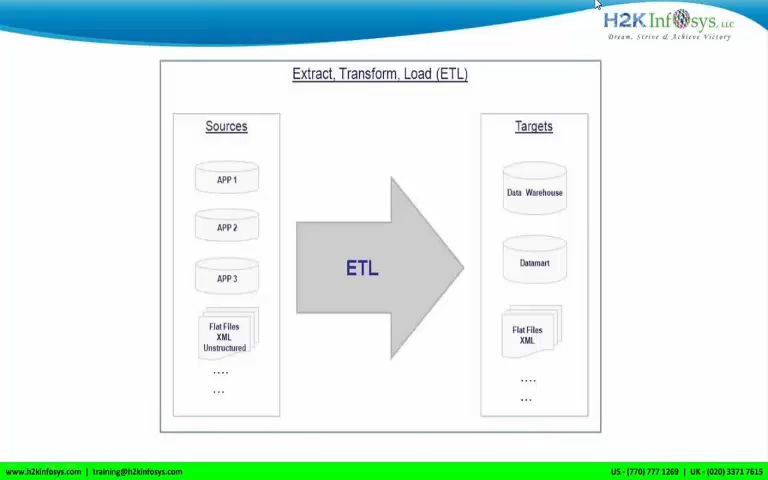 H2K Infosys, LLC
Dream, Strive & Achieve Victory
Extract, Transform, Load (ETL)
Sources
APP 1
APP 2
APP 3
Flat Files
XML
Unstructured
....
...
ETL
Targets
Data Warehouse
Datamart
Flat Files
XML
....
...
www.h2kinfosys.com | training@h2kinfosys.com
US - (770) 777 1269 | UK - (020) 3371 7615